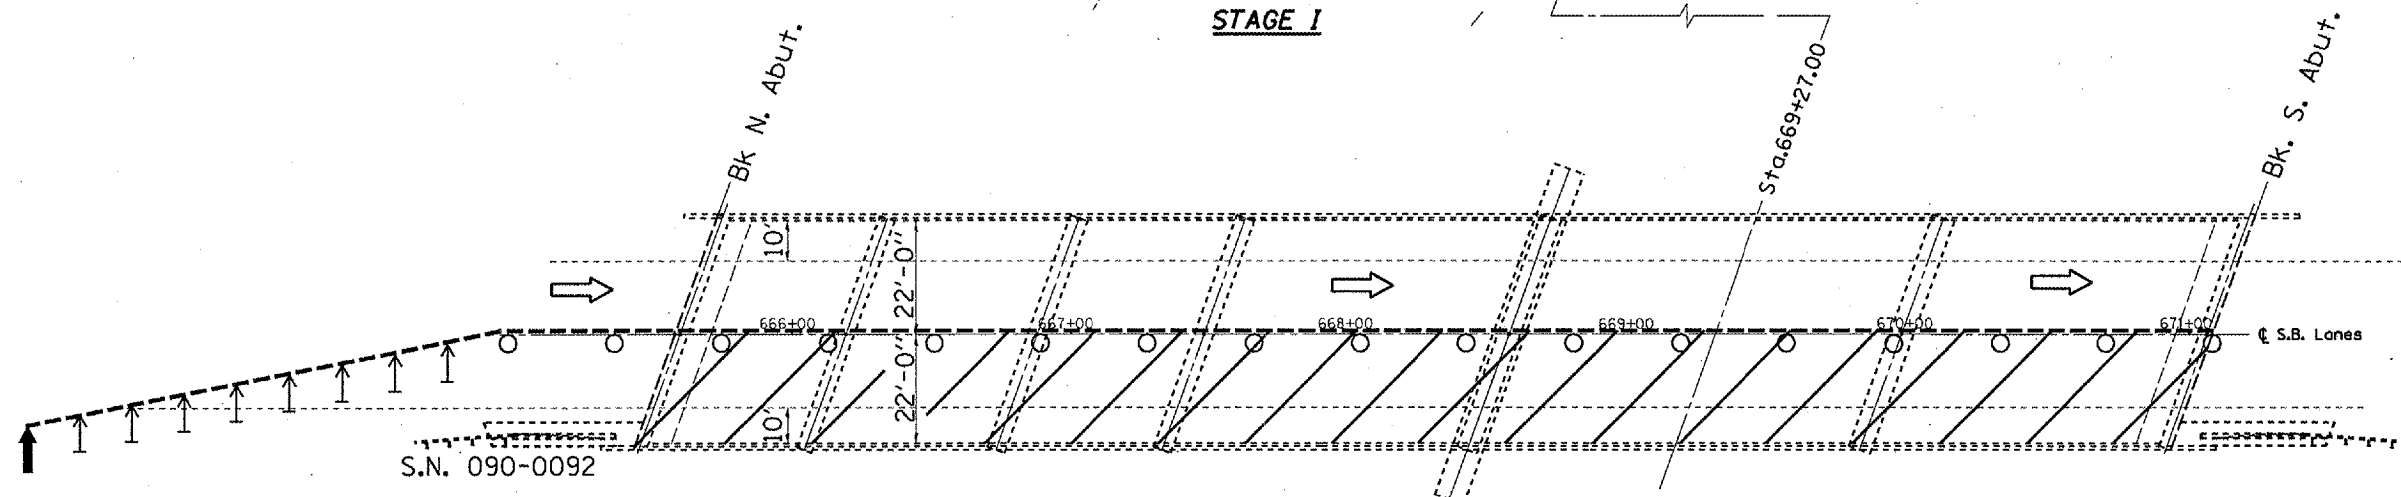 STAGE I
Bk N. Abut.
Sta.669+27.00
Bk. S. Abut.
10'
22'-0"
666+00
667+00
668+00
669+00
670+00
671+00
℄ S.B. Lanes
22'-0"
10'
S.N. 090-0092